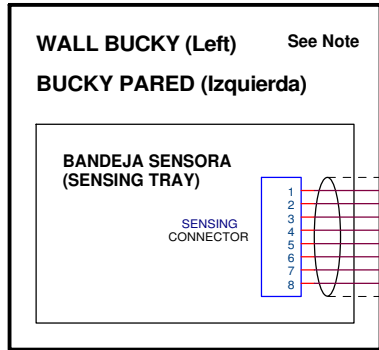 WALL BUCKY (Left) See Note
BUCKY PARED (Izquierda)
BANDEJA SENSORA
(SENSING TRAY)
SENSING
CONNECTOR
1
2
3
4
5
6
7
8